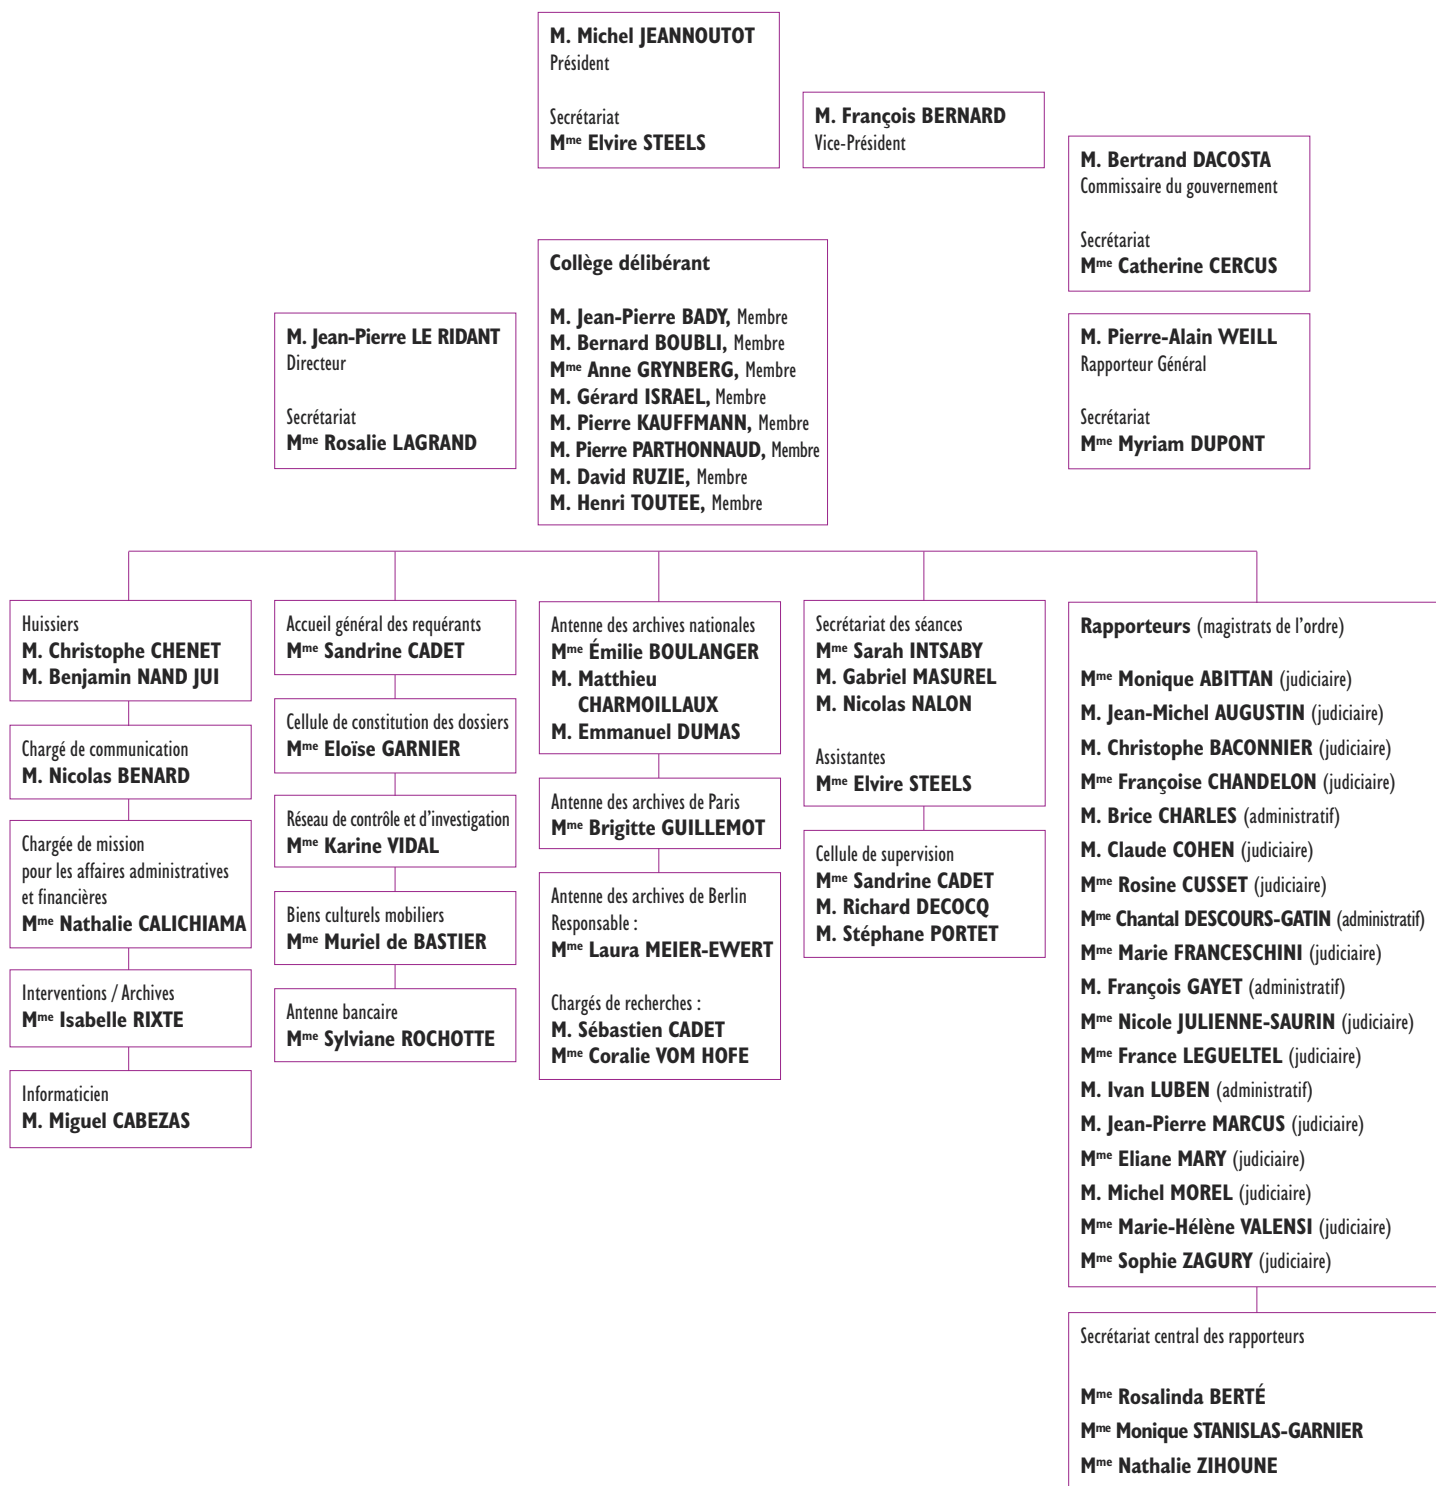 M. Michel JEANNOUTOT
Président
Secrétariat
Mme Elvire STEELS
M. François BERNARD
Vice-Président
M. Bertrand DACOSTA
Commissaire du gouvernement
Secrétariat
Mme Catherine CERCUS
Collège délibérant
M. Jean-Pierre BADY, Membre
M. Bernard BOUBLI, Membre
Mme Anne GRYNBERG, Membre
M. Gérard ISRAEL, Membre
M. Pierre KAUFFMANN, Membre
M. Pierre PARTHONNAUD, Membre
M. David RUZIE, Membre
M. Henri TOUTEE, Membre
M. Jean-Pierre LE RIDANT
Directeur
Secrétariat
Mme Rosalie LAGRAND
M. Pierre-Alain WEILL
Rapporteur Général
Secrétariat
Mme Myriam DUPONT
Huissiers
M. Christophe CHENET
M. Benjamin NAND JUI
Chargé de communication
M. Nicolas BENARD
Chargée de mission
pour les affaires administratives
et financières
Mme Nathalie CALICHIAMA
Interventions / Archives
Mme Isabelle RIXTE
Informaticien
M. Miguel CABEZAS
Accueil général des requérants
Mme Sandrine CADET
Cellule de constitution des dossiers
Mme Eloïse GARNIER
Réseau de contrôle et d'investigation
Mme Karine VIDAL
Biens culturels mobiliers
Mme Muriel de BASTIER
Antenne bancaire
Mme Sylviane ROCHOTTE
Antenne des archives nationales
Mme Émilie BOULANGER
M. Matthieu
CHARMOILLAUX
M. Emmanuel DUMAS
Antenne des archives de Paris
Mme Brigitte GUILLEMOT
Antenne des archives de Berlin
Responsable :
Mme Laura MEIER-EWERT
Chargés de recherches :
M. Sébastien CADET
Mme Coralie VOM HOFE
Secrétariat des séances
Mme Sarah INTSABY
M. Gabriel MASUREL
M. Nicolas NALON
Assistantes
Mme Elvire STEELS
Cellule de supervision
Mme Sandrine CADET
M. Richard DECOCQ
M. Stéphane PORTET
Rapporteurs (magistrats de l'ordre)
Mme Monique ABITTAN (judiciaire)
M. Jean-Michel AUGUSTIN (judiciaire)
M. Christophe BACONNIER (judiciaire)
Mme Françoise CHANDELON (judiciaire)
M. Brice CHARLES (administratif)
M. Claude COHEN (judiciaire)
Mme Rosine CUSSET (judiciaire)
Mme Chantal DESCOURS-GATIN (administratif)
Mme Marie FRANCESCHINI (judiciaire)
M. François GAYET (administratif)
Mme Nicole JULIENNE-SAURIN (judiciaire)
Mme France LEGUELTEL (judiciaire)
M. Ivan LUBEN (administratif)
M. Jean-Pierre MARCUS (judiciaire)
Mme Eliane MARY (judiciaire)
M. Michel MOREL (judiciaire)
Mme Marie-Hélène VALENSI (judiciaire)
Mme Sophie ZAGURY (judiciaire)
Secrétariat central des rapporteurs
Mme Rosalinda BERTÉ
Mme Monique STANISLAS-GARNIER
Mme Nathalie ZIHOUNE